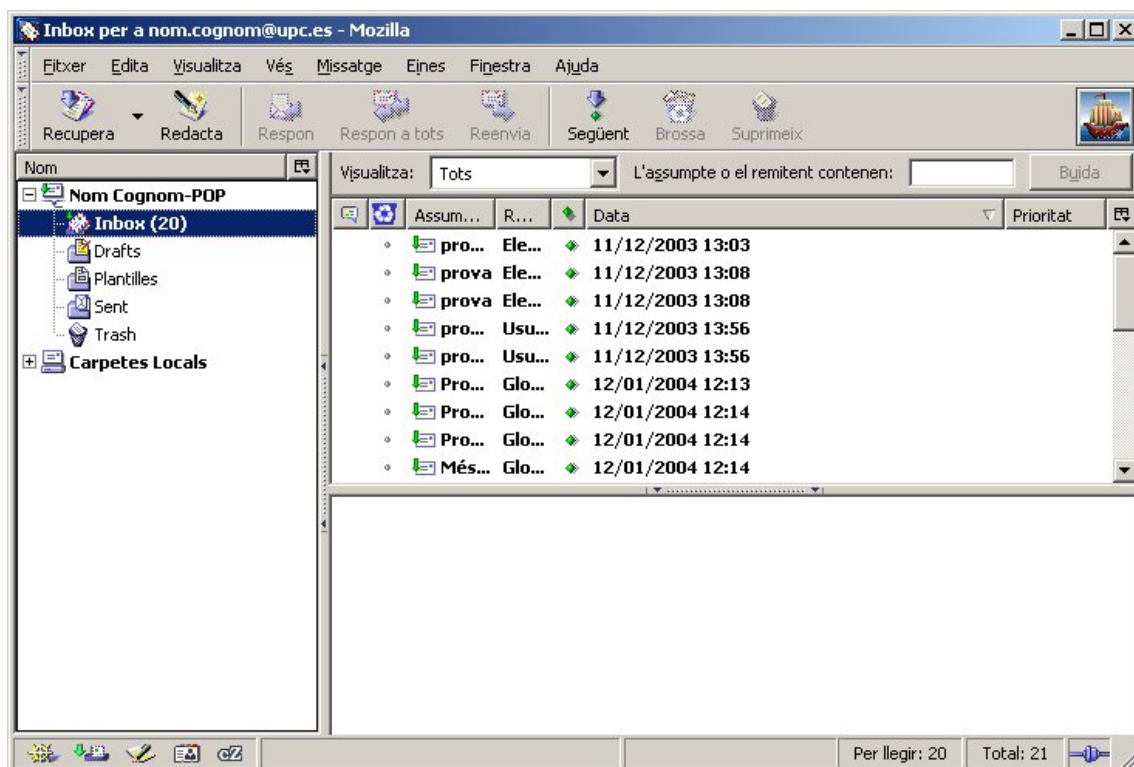 Inbox per a nom.cognom@upc.es - Mozilla
Fitxer Edita Visualitza Vés Missatge Eines Finestra Ajuda
Recupera Redacta Respon Respon a tots Reenvia Següent Brossa Suprimeix
Nom
Nom Cognom-POP
Inbox (20)
Drafts
Plantilles
Sent
Trash
Carpetes Locals
Visualitza: Tots L'assumpte o el remitent contenen: Buida
Assum... R... Data Prioritat
pro... Ele... 11/12/2003 13:03
prova Ele... 11/12/2003 13:08
prova Ele... 11/12/2003 13:08
pro... Usu... 11/12/2003 13:56
pro... Usu... 11/12/2003 13:56
Pro... Glo... 12/01/2004 12:13
Pro... Glo... 12/01/2004 12:14
Pro... Glo... 12/01/2004 12:14
Més... Glo... 12/01/2004 12:14
cZ
Per llegir: 20 Total: 21